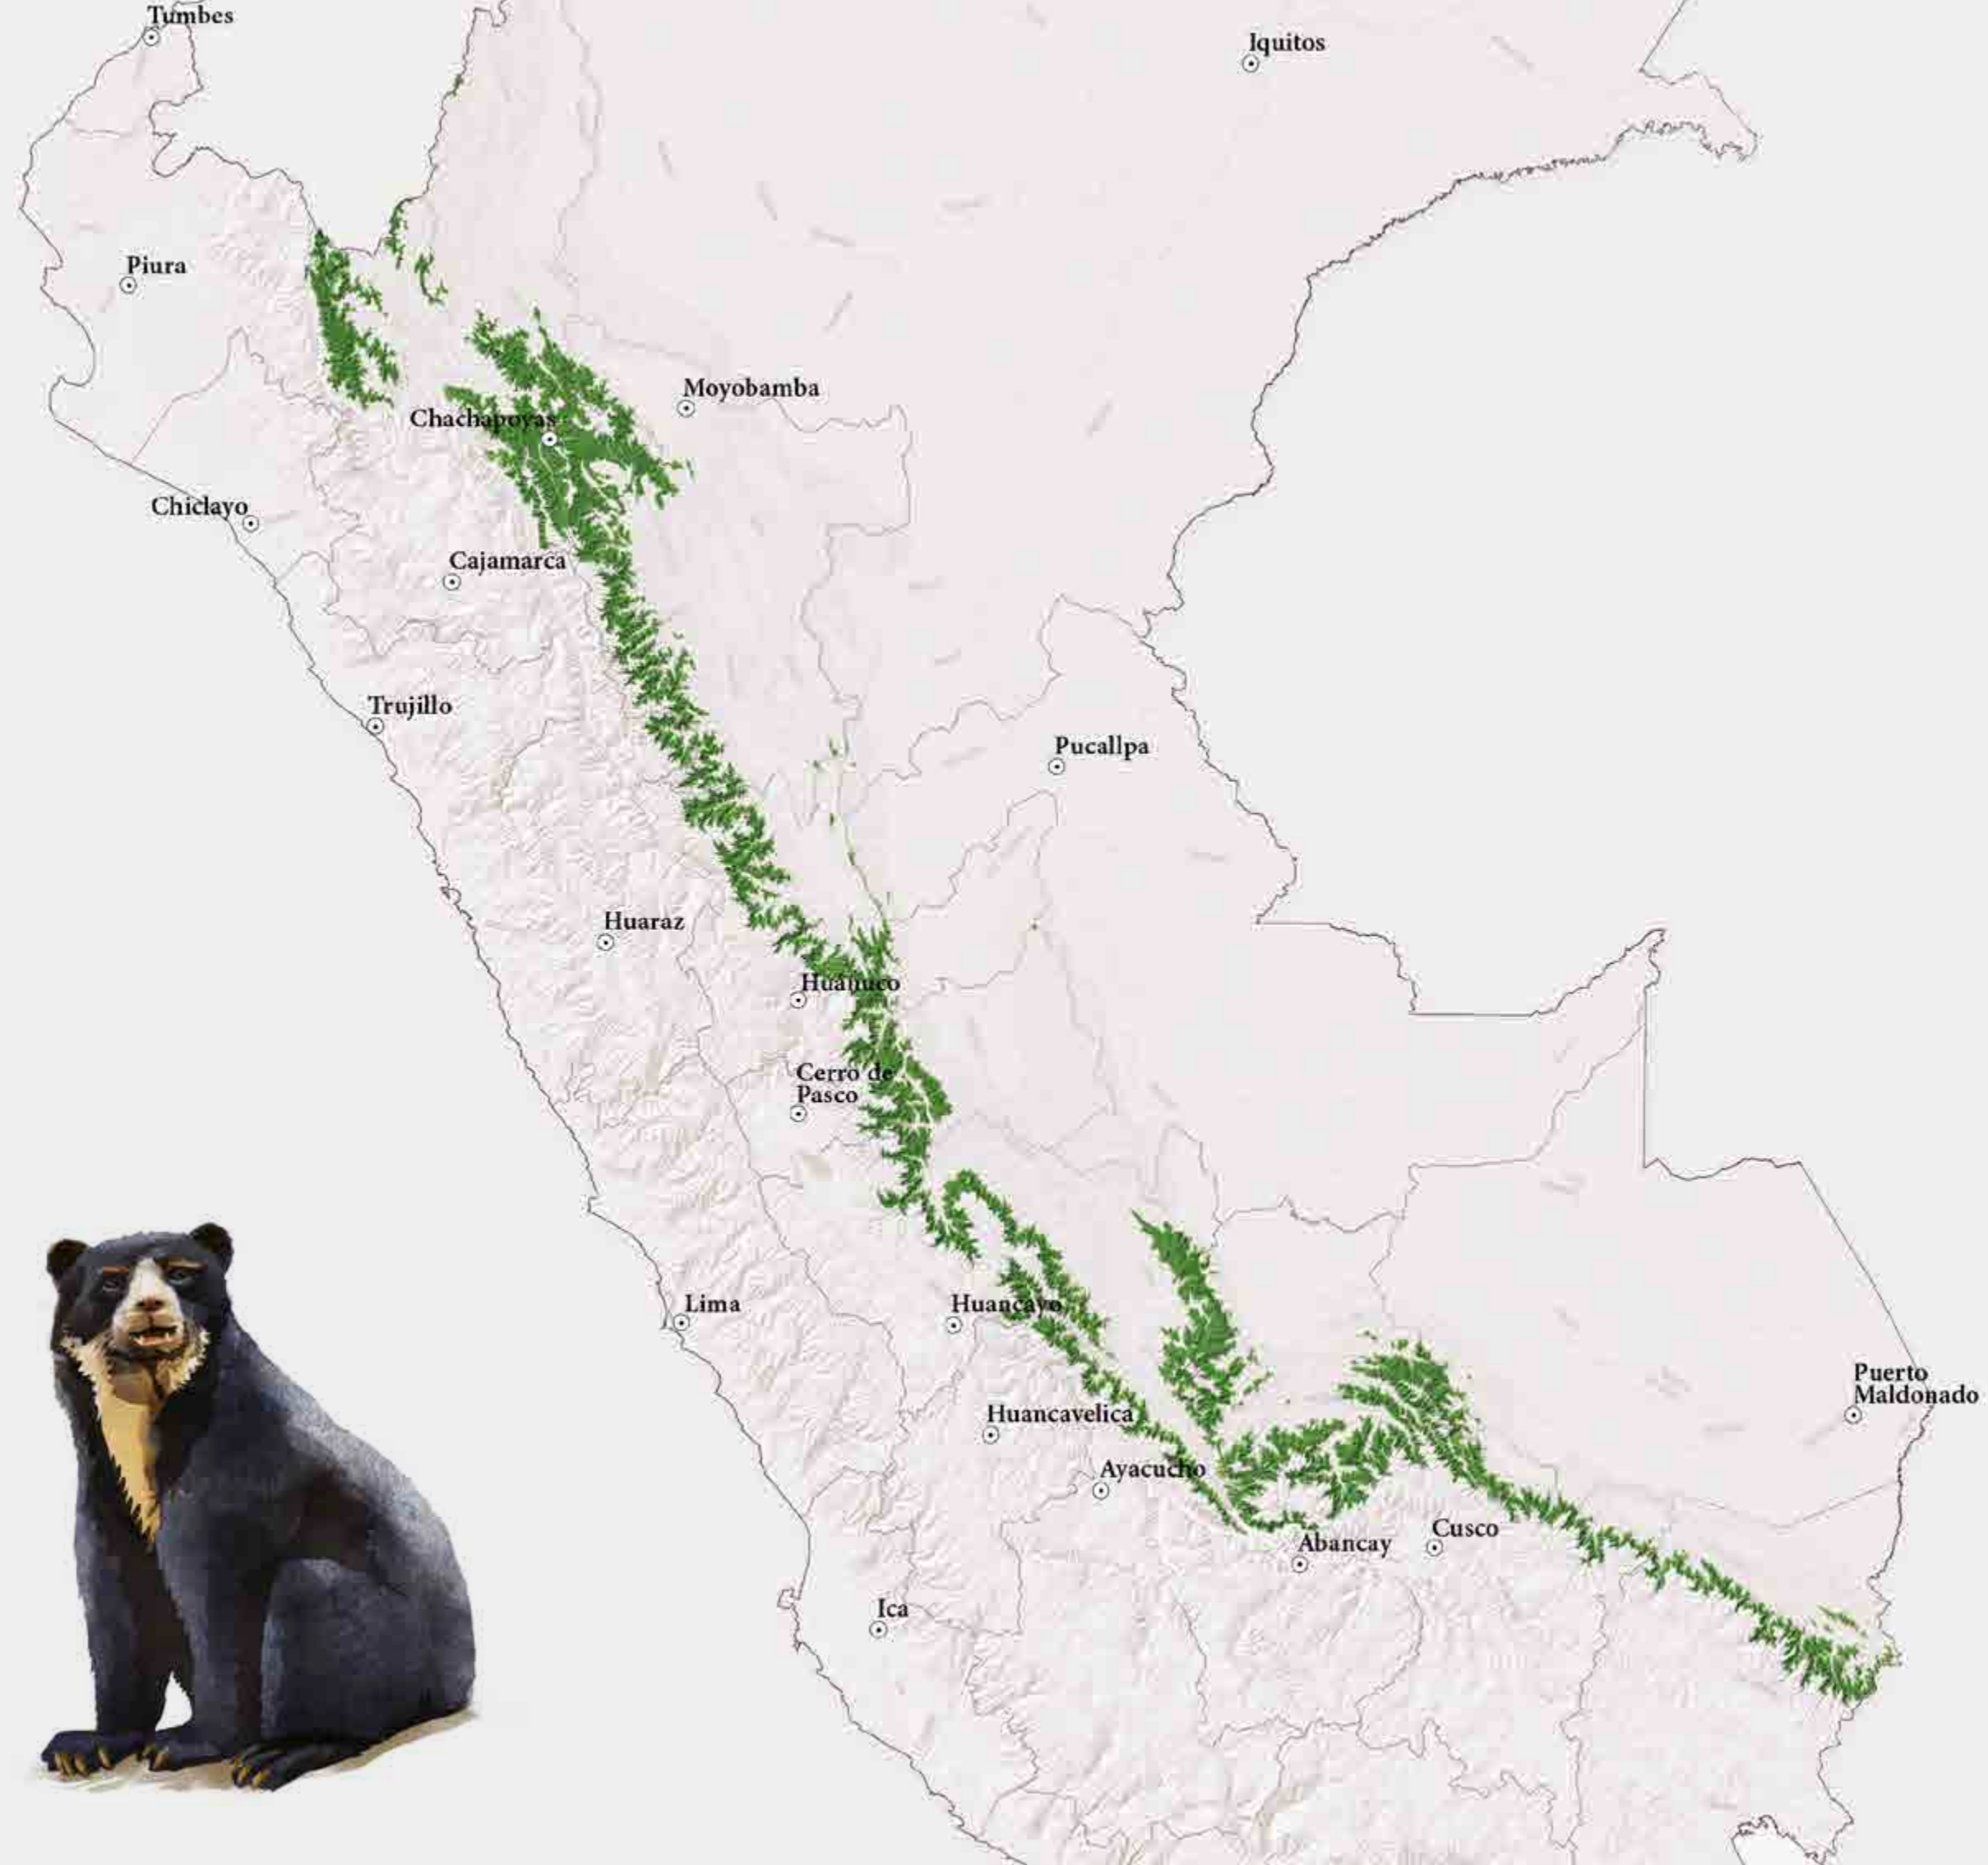 Tumbes
Iquitos
Piura
Moyobamba
Chachapoyas
Chiclayo
Cajamarca
Trujillo
Pucallpa
Huaraz
Huánuco
Cerro de
Pasco
Lima
Huancayo
Puerto
Maldonado
Huancavelica
Ayacucho
Cusco
Abancay
Ica